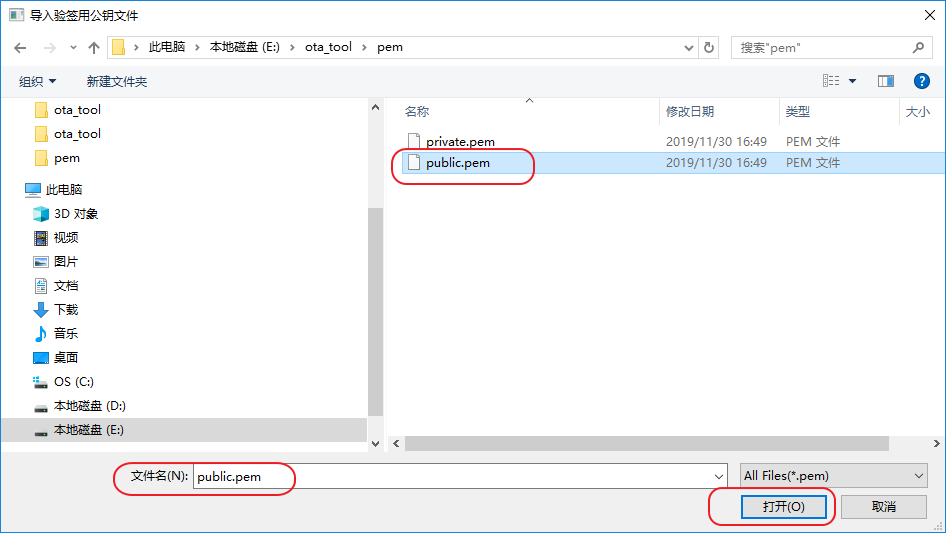 导入验签用公钥文件
此电脑 本地磁盘 (E:) ota_tool pem 搜索"pem"
组织 新建文件夹
名称 修改日期 类型 大小
private.pem 2019/11/30 16:49 PEM 文件
public.pem 2019/11/30 16:49 PEM 文件
ota_tool
ota_tool
pem
此电脑
3D 对象
视频
图片
文档
下载
音乐
桌面
OS (C:)
本地磁盘 (D:)
本地磁盘 (E:)
文件名(N): public.pem All Files(*.pem)
打开(O) 取消